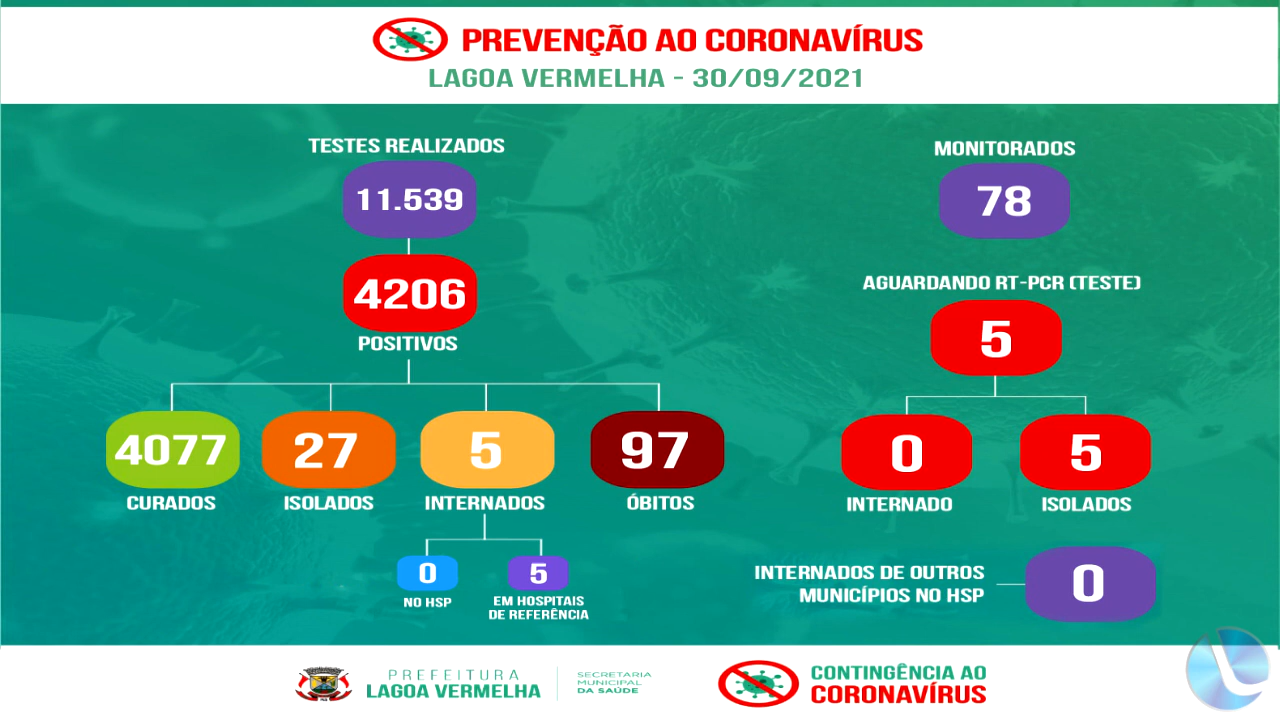 PREVENÇÃO AO CORONAVÍRUS
LAGOA VERMELHA - 30/09/2021
TESTES REALIZADOS
11.539
4206
POSITIVOS
4077
CURADOS
27
ISOLADOS
5
INTERNADOS
97
ÓBITOS
0
NO HSP
5
EM HOSPITAIS
DE REFERÊNCIA
MONITORADOS
78
AGUARDANDO RT-PCR (TESTE)
5
0
INTERNADO
5
ISOLADOS
INTERNADOS DE OUTROS
MUNICÍPIOS NO HSP
0
PREFEITURA
LAGOA VERMELHA
SECRETARIA
MUNICIPAL
DA SAÚDE
CONTINGÊNCIA AO
CORONAVÍRUS